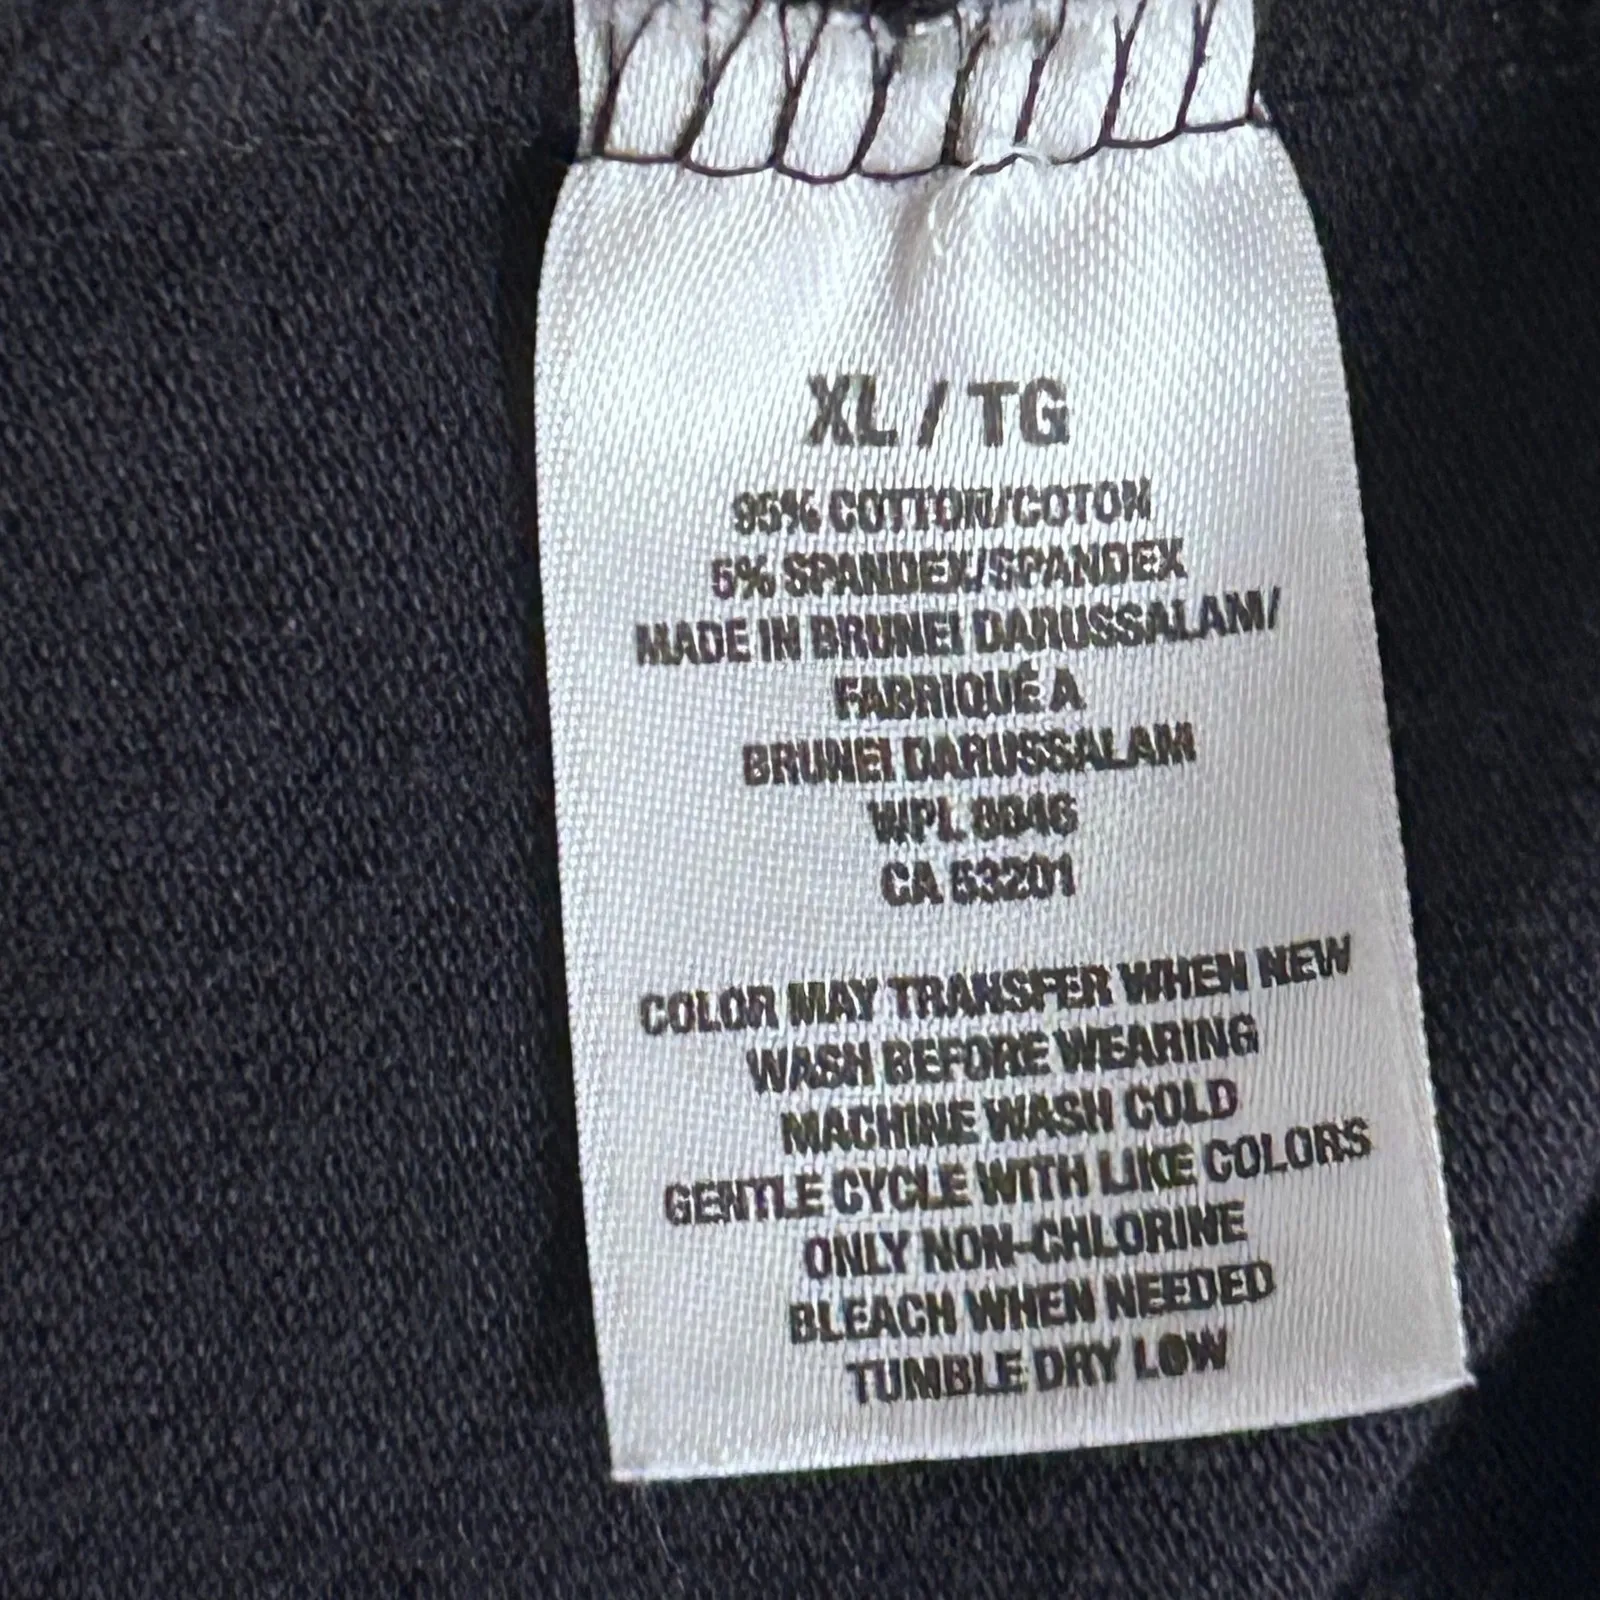 XL / TG
95% COTTON/COTON
5% SPANDEX/SPANDEX
MADE IN BRUNEI DARUSSALAM/
FABRIQUÉ A
BRUNEI DARUSSALAM
WPL
CA 53201
COLOR MAY TRANSFER WHEN NEW
WASH BEFORE WEARING
MACHINE WASH COLD
GENTLE CYCLE WITH LIKE COLORS
ONLY NON-CHLORINE
BLEACH WHEN NEEDED
TUMBLE DRY LOW